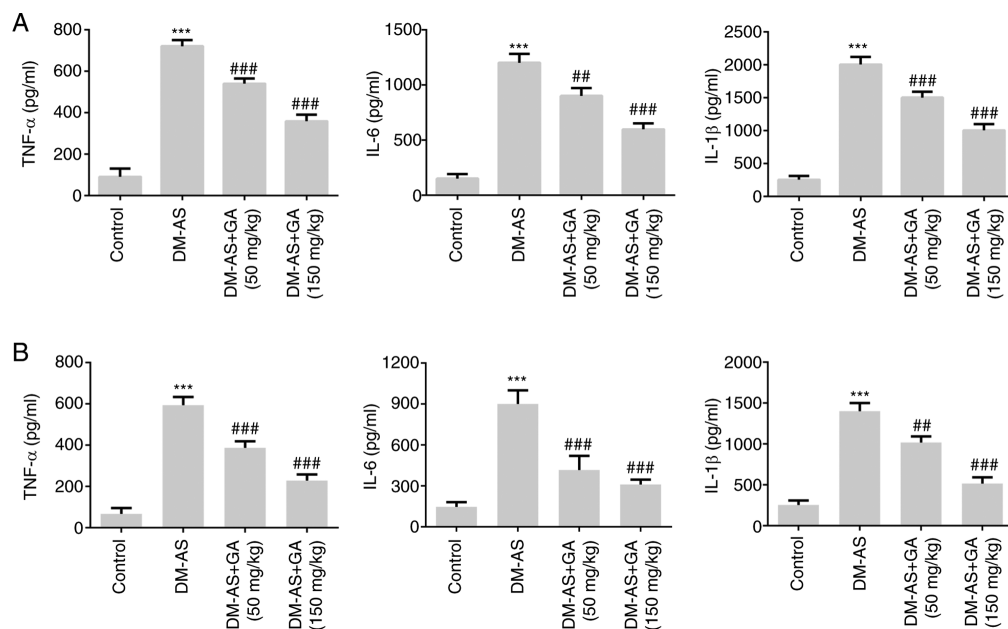 A
TNF-α (pg/ml)
800
600
400
200
0
***
###
###
Control
DM-AS
DM-AS+GA
(50 mg/kg)
DM-AS+GA
(150 mg/kg)
IL-6 (pg/ml)
1500
1000
500
0
***
##
###
Control
DM-AS
DM-AS+GA
(50 mg/kg)
DM-AS+GA
(150 mg/kg)
IL-1β (pg/ml)
2500
2000
1500
1000
500
0
***
###
###
Control
DM-AS
DM-AS+GA
(50 mg/kg)
DM-AS+GA
(150 mg/kg)
B
TNF-α (pg/ml)
800
600
400
200
0
***
###
###
Control
DM-AS
DM-AS+GA
(50 mg/kg)
DM-AS+GA
(150 mg/kg)
IL-6 (pg/ml)
1200
900
600
300
0
***
###
###
Control
DM-AS
DM-AS+GA
(50 mg/kg)
DM-AS+GA
(150 mg/kg)
IL-1β (pg/ml)
2000
1500
1000
500
0
***
##
###
Control
DM-AS
DM-AS+GA
(50 mg/kg)
DM-AS+GA
(150 mg/kg)